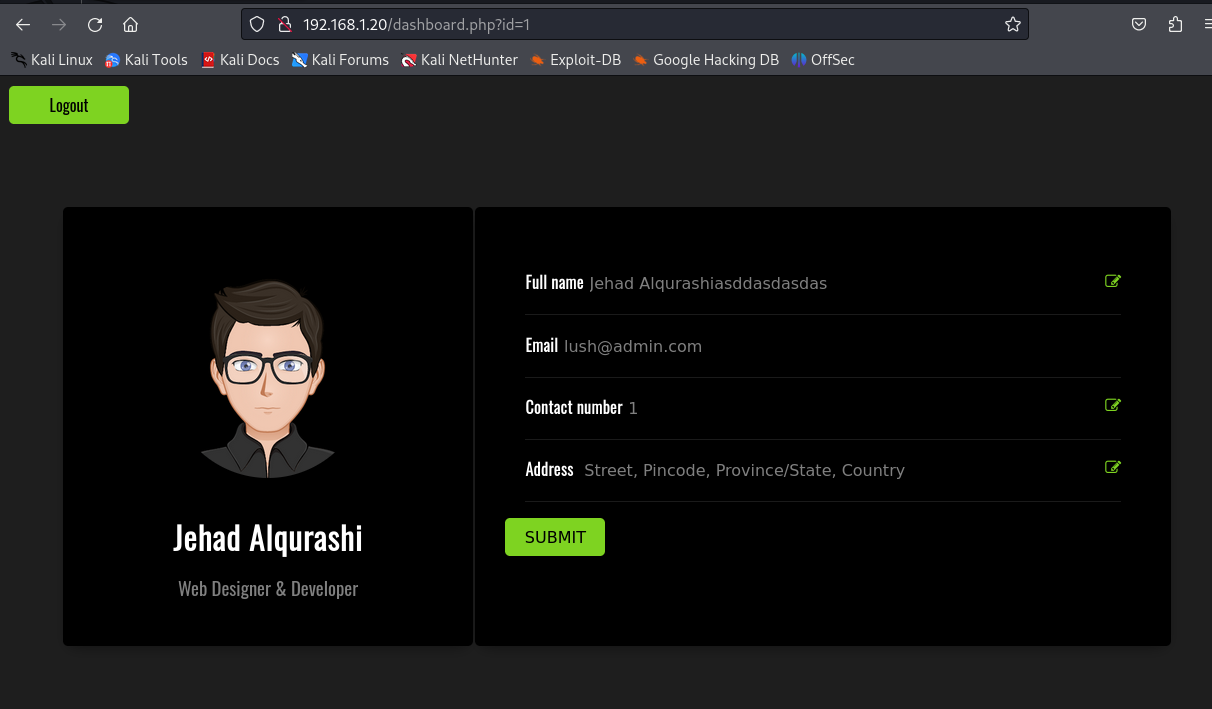 192.168.1.20/dashboard.php?id=1
Kali Linux Kali Tools Kali Docs Kali Forums Kali NetHunter Exploit-DB Google Hacking DB OffSec
Logout
Full name Jehad Alqurashiasddasdasdas
Email lush@admin.com
Contact number 1
Address Street, Pincode, Province/State, Country
SUBMIT
Jehad Alqurashi
Web Designer & Developer